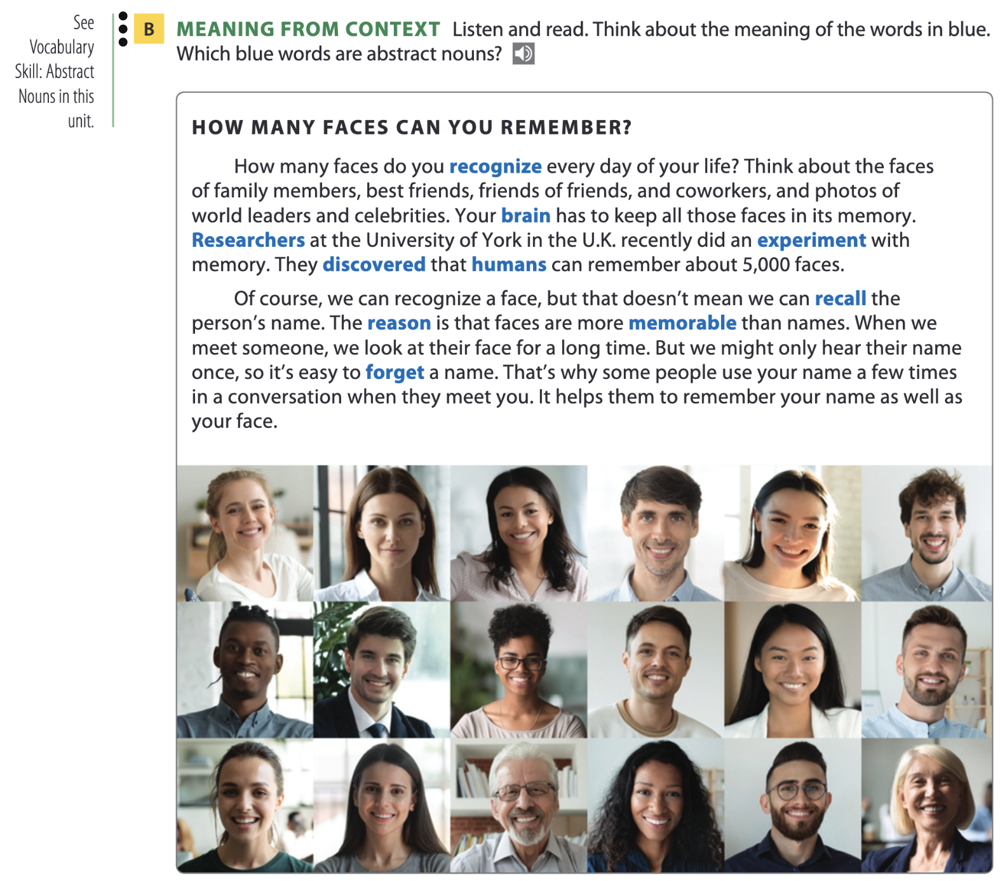 See
Vocabulary
Skill: Abstract
Nouns in this
unit.
B MEANING FROM CONTEXT Listen and read. Think about the meaning of the words in blue.
Which blue words are abstract nouns?
HOW MANY FACES CAN YOU REMEMBER?
How many faces do you recognize every day of your life? Think about the faces
of family members, best friends, friends of friends, and coworkers, and photos of
world leaders and celebrities. Your brain has to keep all those faces in its memory.
Researchers at the University of York in the U.K. recently did an experiment with
memory. They discovered that humans can remember about 5,000 faces.
Of course, we can recognize a face, but that doesn’t mean we can recall the
person’s name. The reason is that faces are more memorable than names. When we
meet someone, we look at their face for a long time. But we might only hear their name
once, so it’s easy to forget a name. That’s why some people use your name a few times
in a conversation when they meet you. It helps them to remember your name as well as
your face.